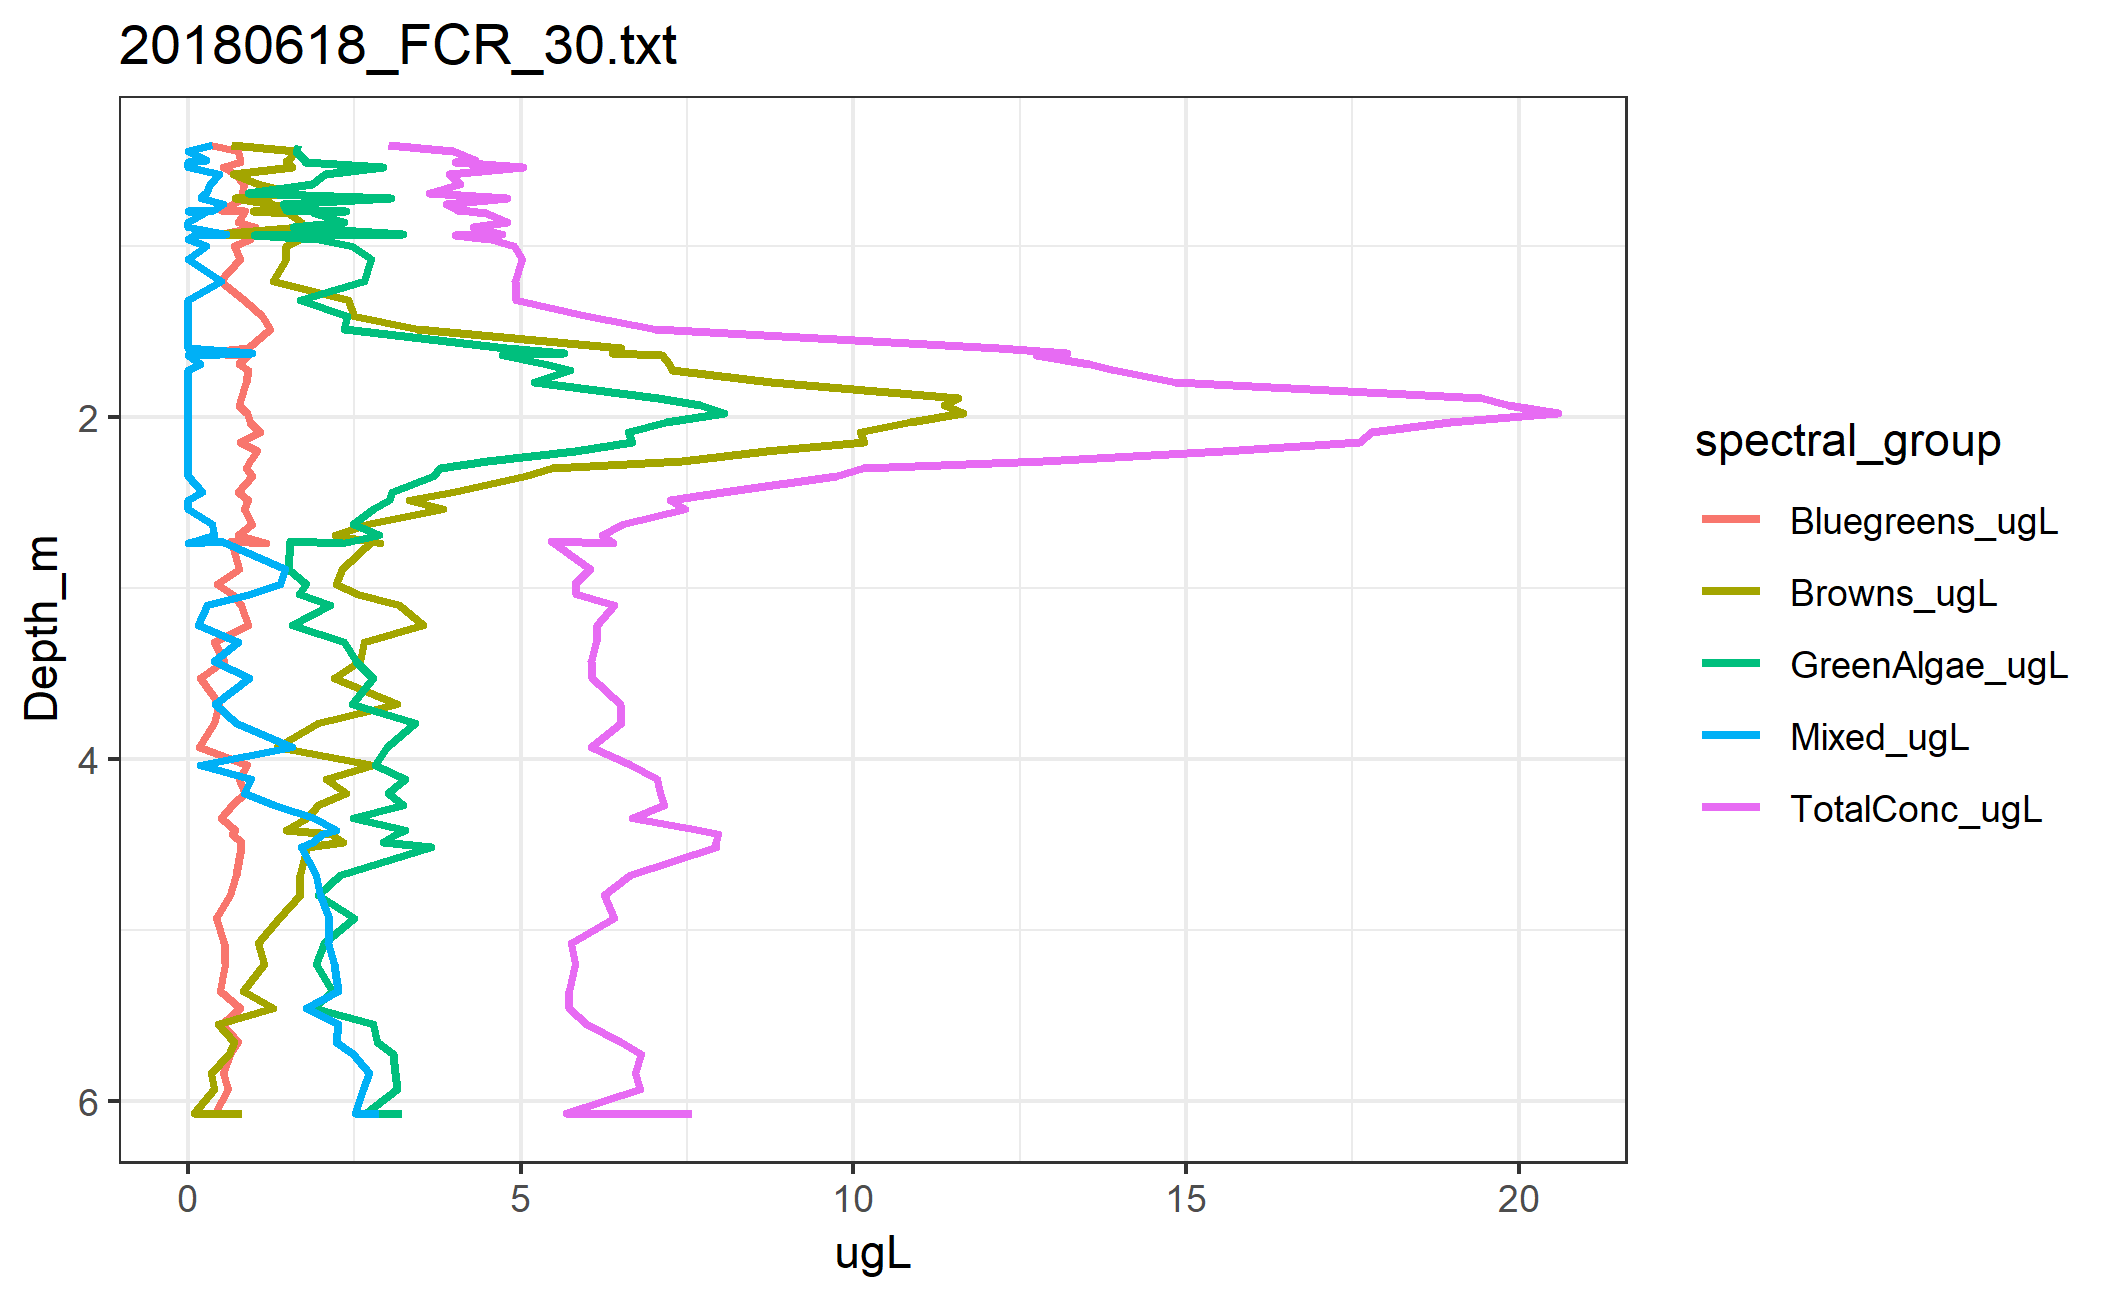 20180618_FCR_30.txt
Depth_m
2
4
6
0 5 10 15 20
ugL
spectral_group
Bluegreens_ugL
Browns_ugL
GreenAlgae_ugL
Mixed_ugL
TotalConc_ugL